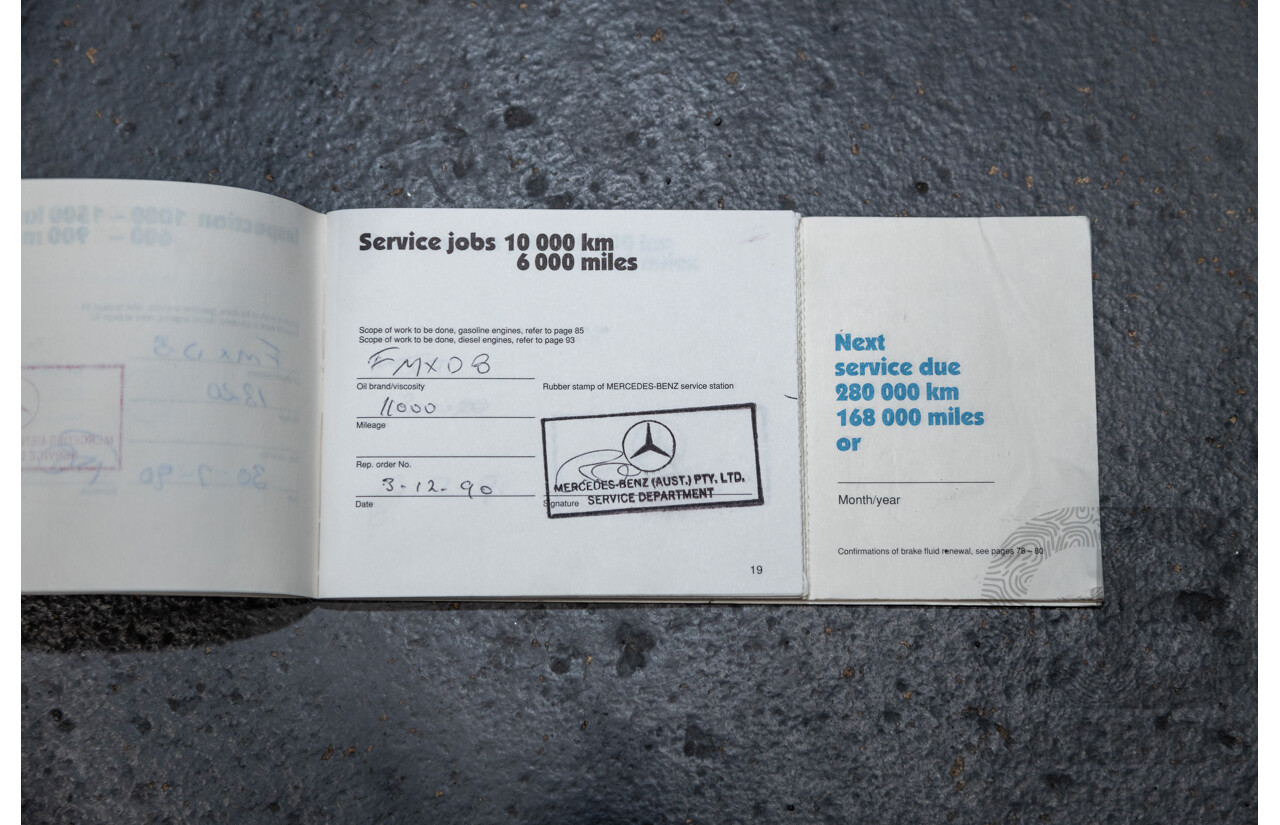 Service jobs 10 000 km
6 000 miles
Scope of work to be done, gasoline engines, refer to page 85
Scope of work to be done, diesel engines, refer to page 93
FMXDB
Oil brand/viscosity
Rubber stamp of MERCEDES-BENZ service station
11000
Mileage
Rep. order No.
3-12-90
Date
MERCEDES-BENZ (AUST.) PTY. LTD.
SERVICE DEPARTMENT
Signature
19
Next
service due
280 000 km
168 000 miles
or
Month/year
Confirmations of brake fluid renewal, see pages 78 – 80